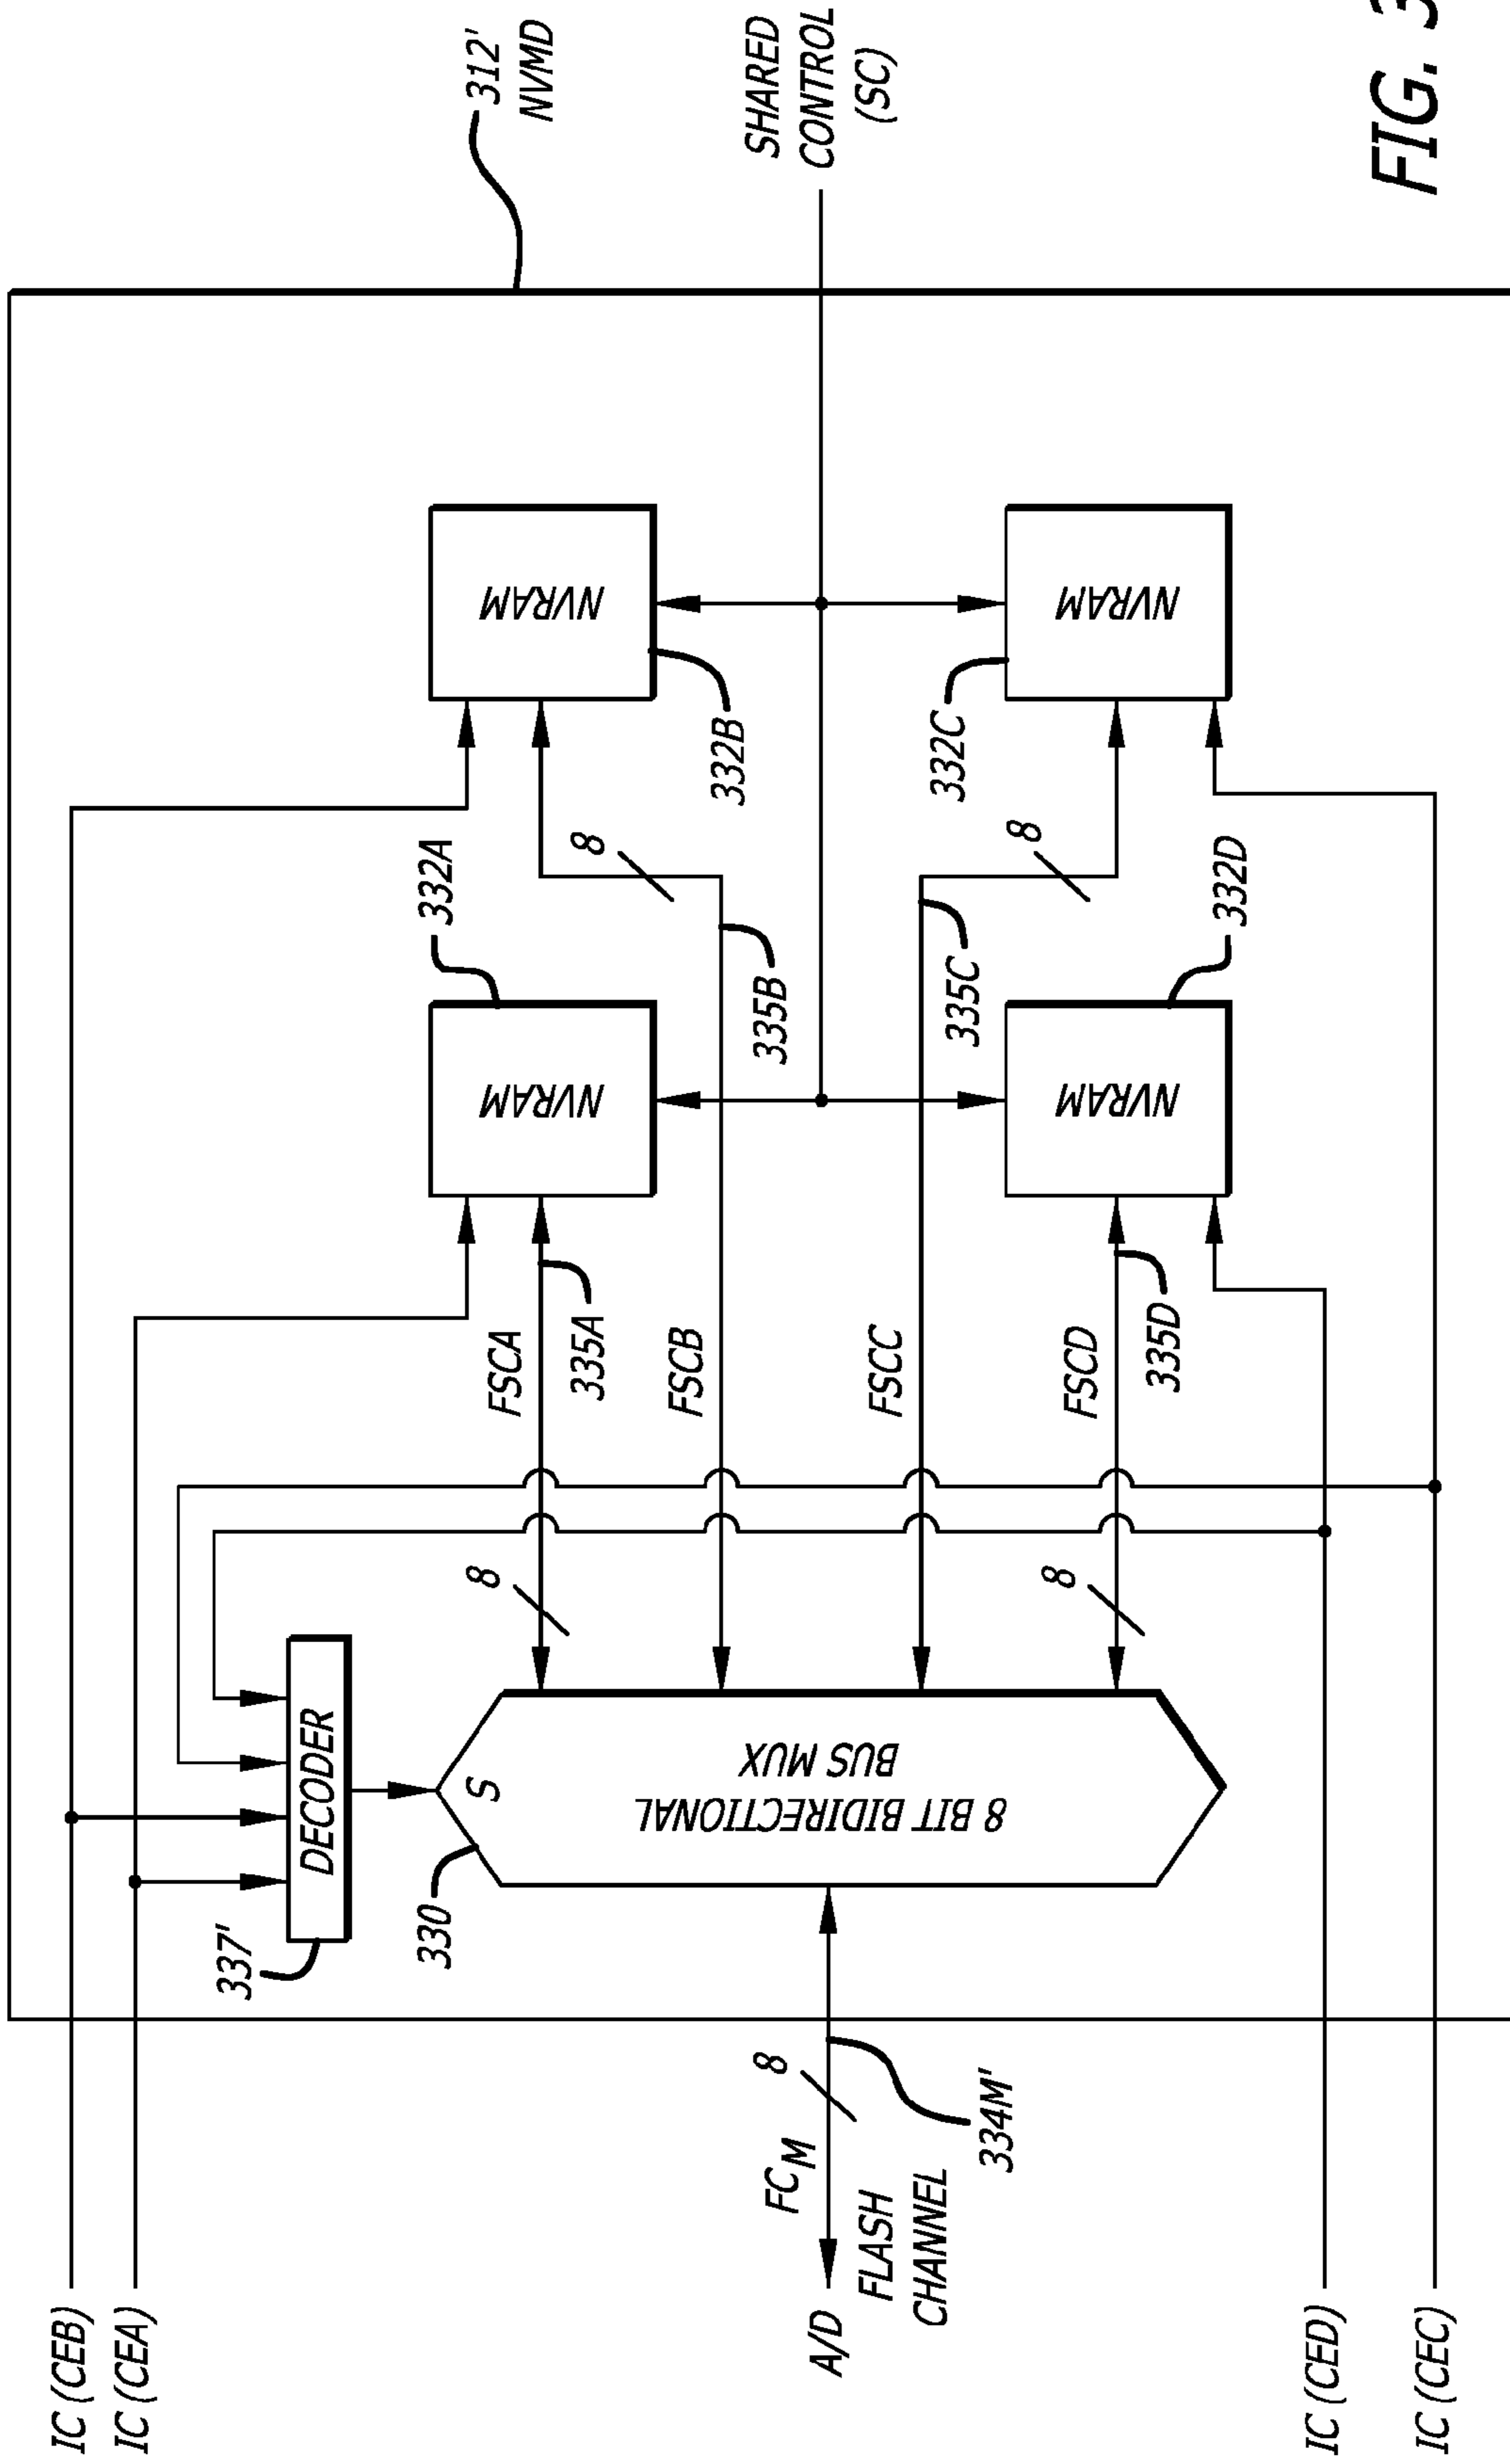 312'
NVMD
SHARED
CONTROL
(SC)
FIG. 3
IC (CEB)
IC (CEA)
337'
DECODER
330
S
8 BIT BIDIRECTIONAL
BUS MUX
A/D
FCM
8
FLASH
CHANNEL
334M'
8
FSCA
335A
FSCB
335B
8
FSCC
335C
8
8
FSCD
335D
NVRAM
332A
NVRAM
332B
NVRAM
332C
NVRAM
332D
IC (CED)
IC (CEC)